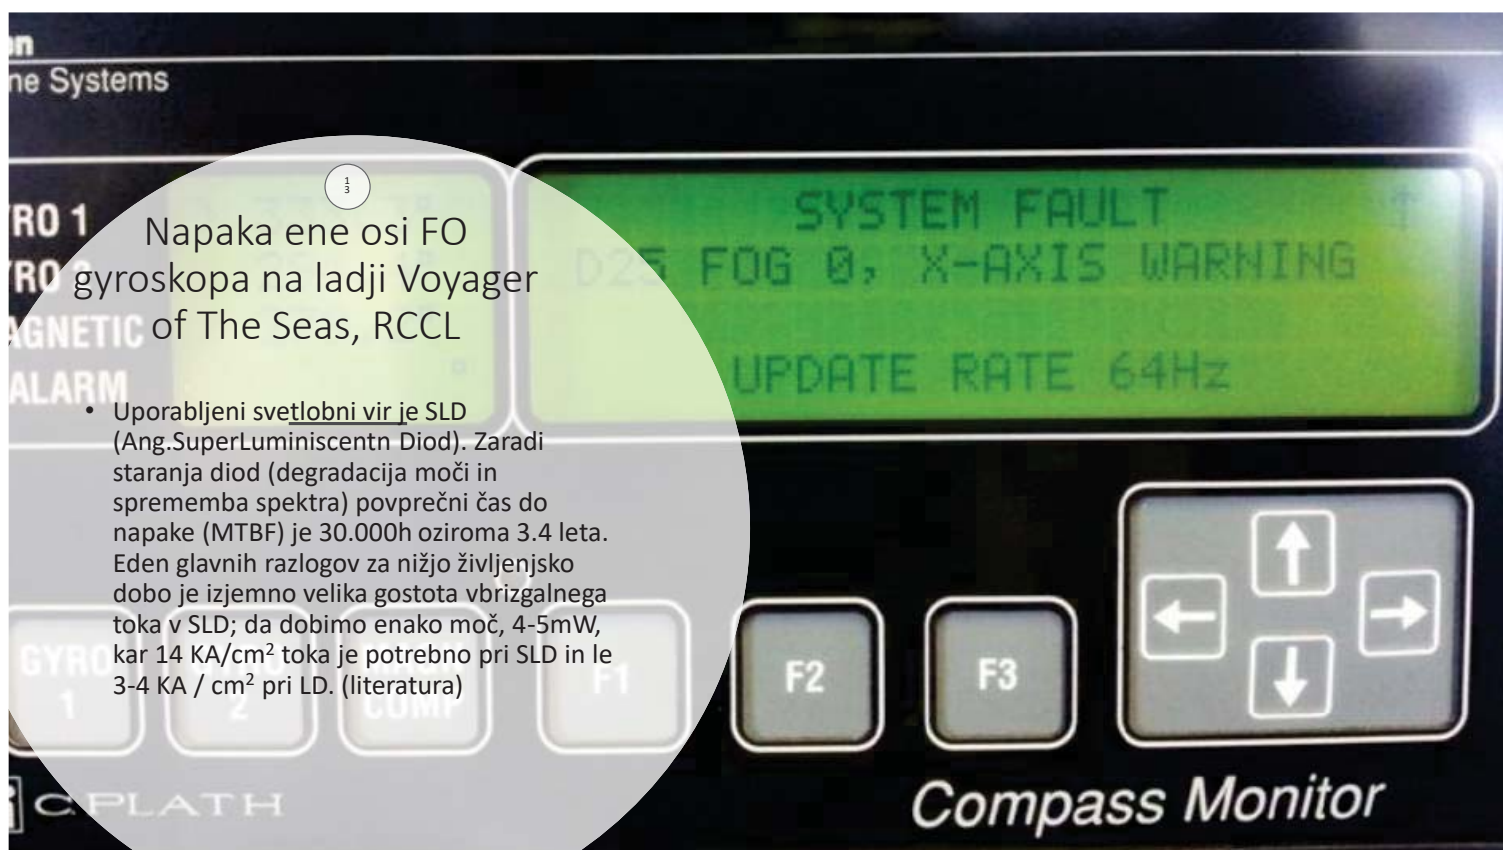 on
ne Systems
1
3
Napaka ene osi FO
gyroskopa na ladji Voyager
of The Seas, RCCL
• Uporabljeni svetlobni vir je SLD
(Ang.SuperLuminiscentn Diod). Zaradi
staranja diod (degradacija moči in
sprememba spektra) povprečni čas do
napake (MTBF) je 30.000h oziroma 3.4 leta.
Eden glavnih razlogov za nižjo življenjsko
dobo je izjemno velika gostota vbrizgalnega
toka v SLD; da dobimo enako moč, 4-5mW,
kar 14 KA/cm² toka je potrebno pri SLD in le
3-4 KA / cm² pri LD. (literatura)
RO 1
RO
AGNETIC
ALARM
SYSTEM FAULT ↑
D25 FOG 0, X-AXIS WARNING
UPDATE RATE 64Hz
GYRO
1
2
COMP
F1
F2
F3
C.PLATH
Compass Monitor